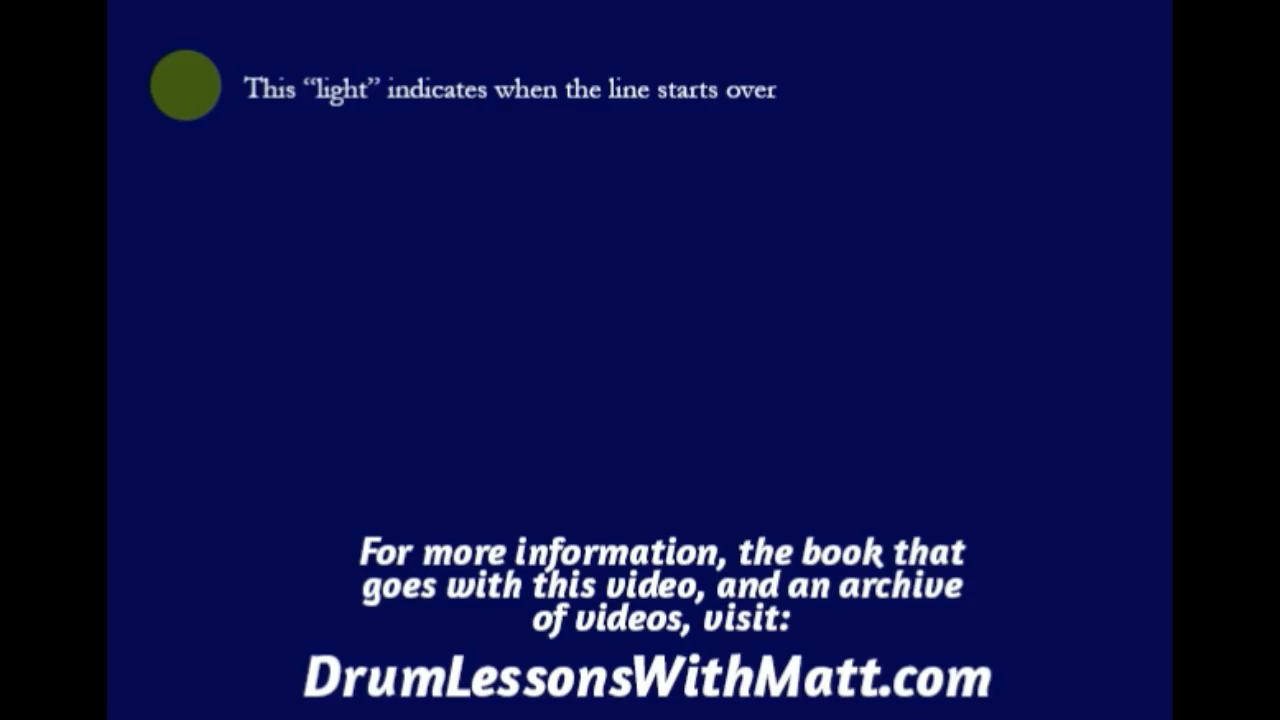 This “light” indicates when the line starts over
For more information, the book that
goes with this video, and an archive
of videos, visit:
DrumLessonsWithMatt.com